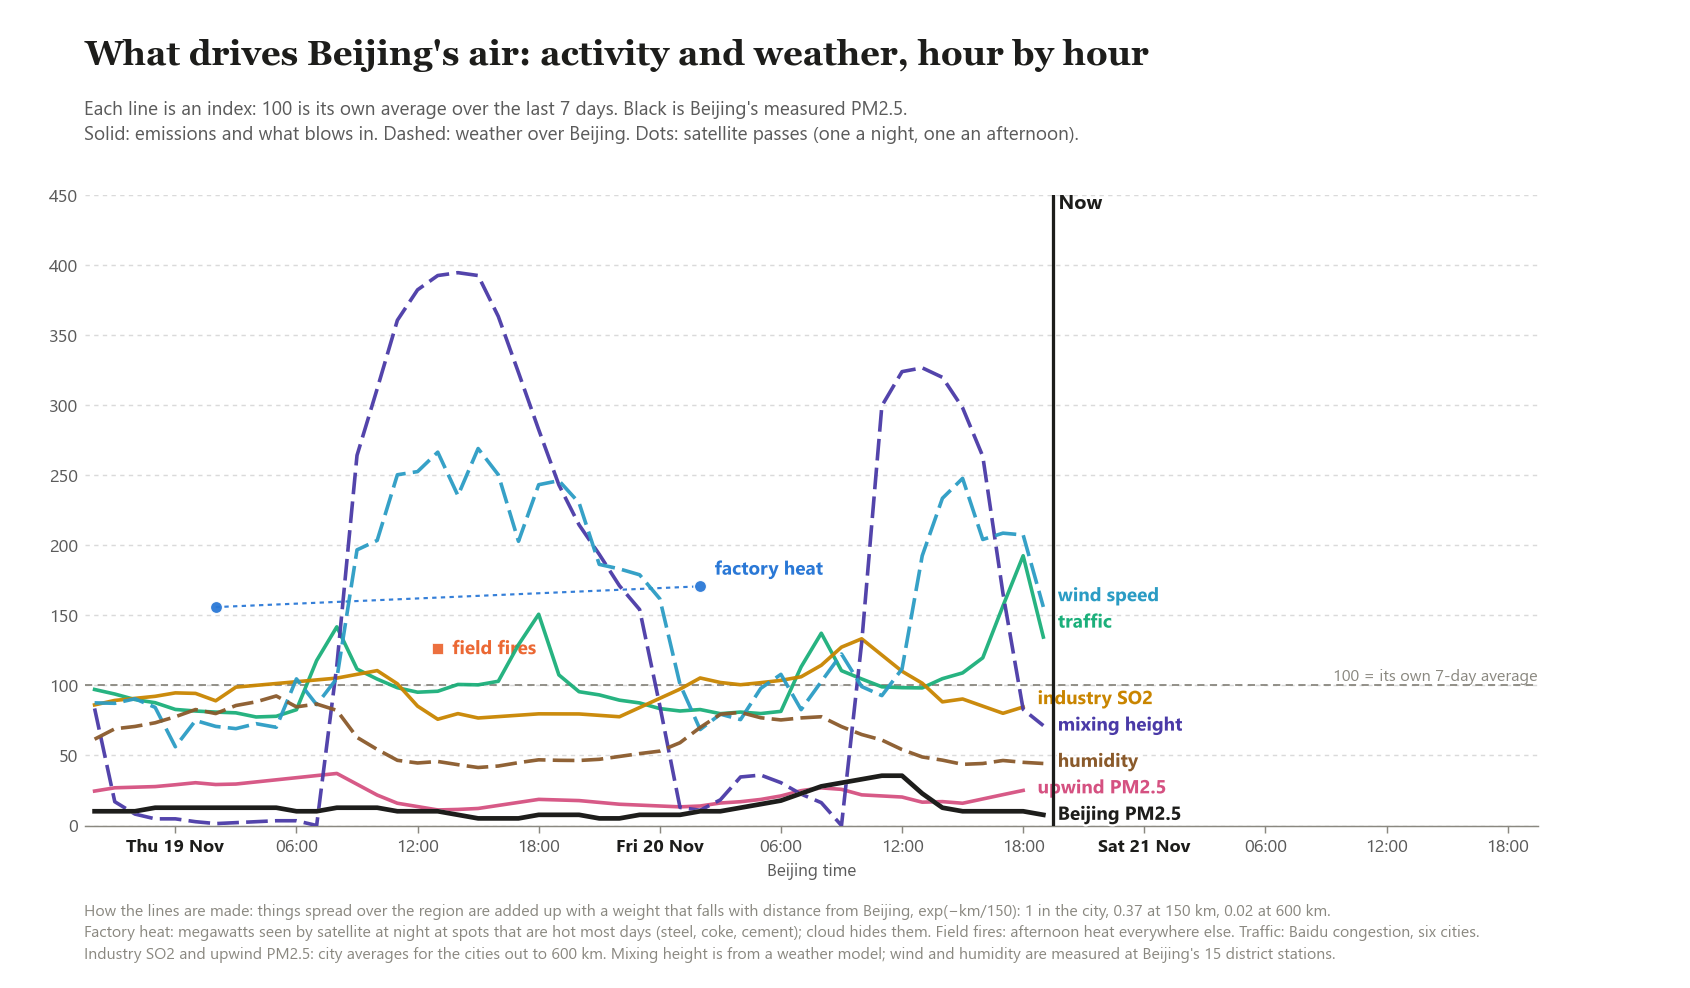 What drives Beijing's air: activity and weather, hour by hour
Each line is an index: 100 is its own average over the last 7 days. Black is Beijing's measured PM2.5.
Solid: emissions and what blows in. Dashed: weather over Beijing. Dots: satellite passes (one a night, one an afternoon).
450
Now
400
350
300
250
200
factory heat
150
wind speed
traffic
field fires
100
100 = its own 7-day average
industry SO2
mixing height
50
humidity
upwind PM2.5
Beijing PM2.5
0
Thu 19 Nov 06:00 12:00 18:00 Fri 20 Nov 06:00 12:00 18:00 Sat 21 Nov 06:00 12:00 18:00
Beijing time
How the lines are made: things spread over the region are added up with a weight that falls with distance from Beijing, exp(−km/150): 1 in the city, 0.37 at 150 km, 0.02 at 600 km.
Factory heat: megawatts seen by satellite at night at spots that are hot most days (steel, coke, cement); cloud hides them. Field fires: afternoon heat everywhere else. Traffic: Baidu congestion, six cities.
Industry SO2 and upwind PM2.5: city averages for the cities out to 600 km. Mixing height is from a weather model; wind and humidity are measured at Beijing's 15 district stations.